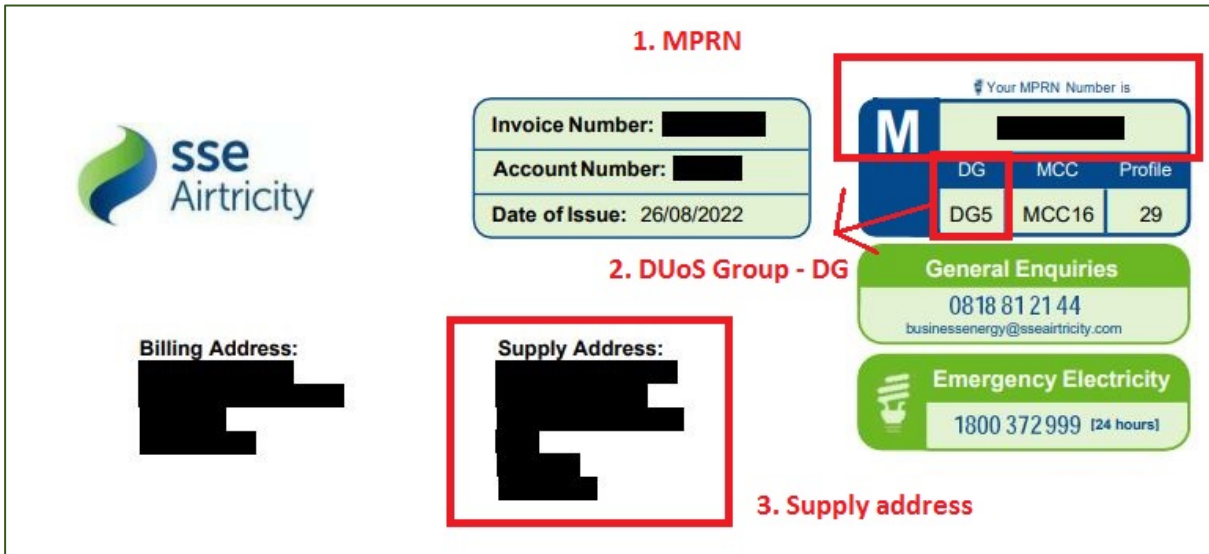 1. MPRN
Your MPRN Number is
sse
Airtricity
Invoice Number:
Account Number:
Date of Issue: 26/08/2022
M
DG MCC Profile
DG5 MCC16 29
2. DUoS Group - DG
General Enquiries
0818 81 21 44
businessenergy@sseairtricity.com
Billing Address:
Supply Address:
Emergency Electricity
1800 372 999 [24 hours]
3. Supply address